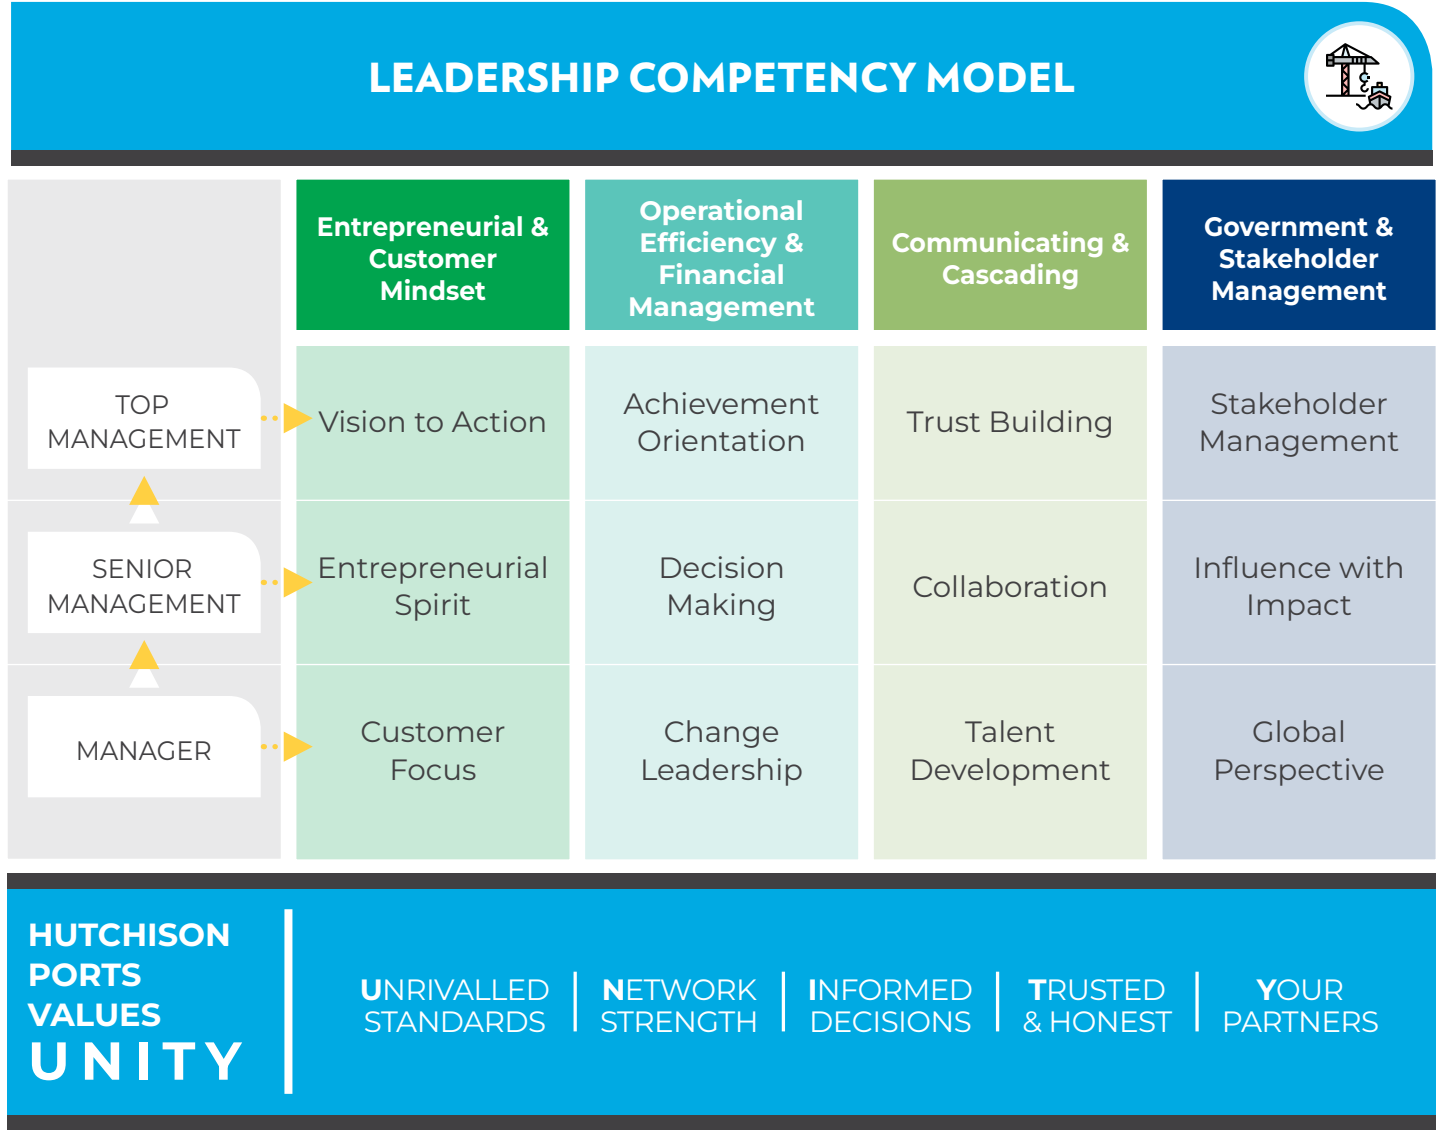 LEADERSHIP COMPETENCY MODEL
Entrepreneurial &
Customer
Mindset
Operational
Efficiency &
Financial
Management
Communicating &
Cascading
Government &
Stakeholder
Management
TOP
MANAGEMENT
Vision to Action
Achievement
Orientation
Trust Building
Stakeholder
Management
SENIOR
MANAGEMENT
Entrepreneurial
Spirit
Decision
Making
Collaboration
Influence with
Impact
MANAGER
Customer
Focus
Change
Leadership
Talent
Development
Global
Perspective
HUTCHISON
PORTS
VALUES
UNITY
UNRIVALLED
STANDARDS
NETWORK
STRENGTH
INFORMED
DECISIONS
TRUSTED
& HONEST
YOUR
PARTNERS